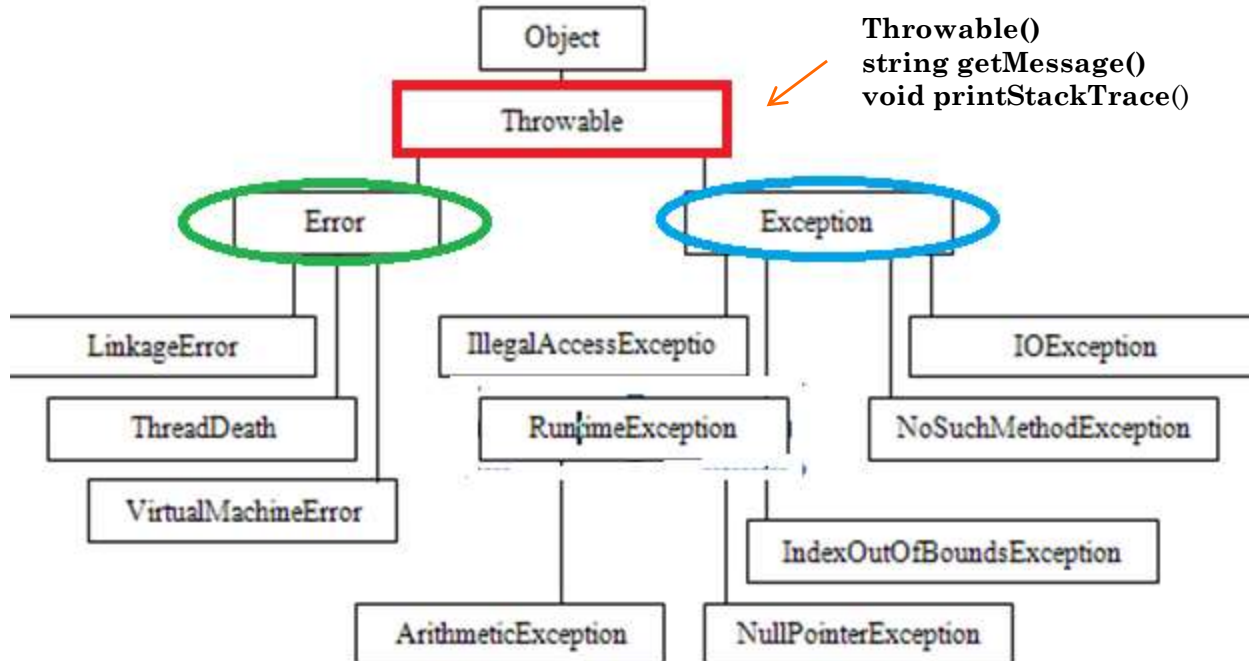 Object
Throwable()
string getMessage()
void printStackTrace()
Throwable
Error
Exception
LinkageError
IllegalAccessExceptio
IOException
ThreadDeath
RuntimeException
NoSuchMethodException
VirtualMachineError
IndexOutOfBoundsException
ArithmeticException
NullPointerException